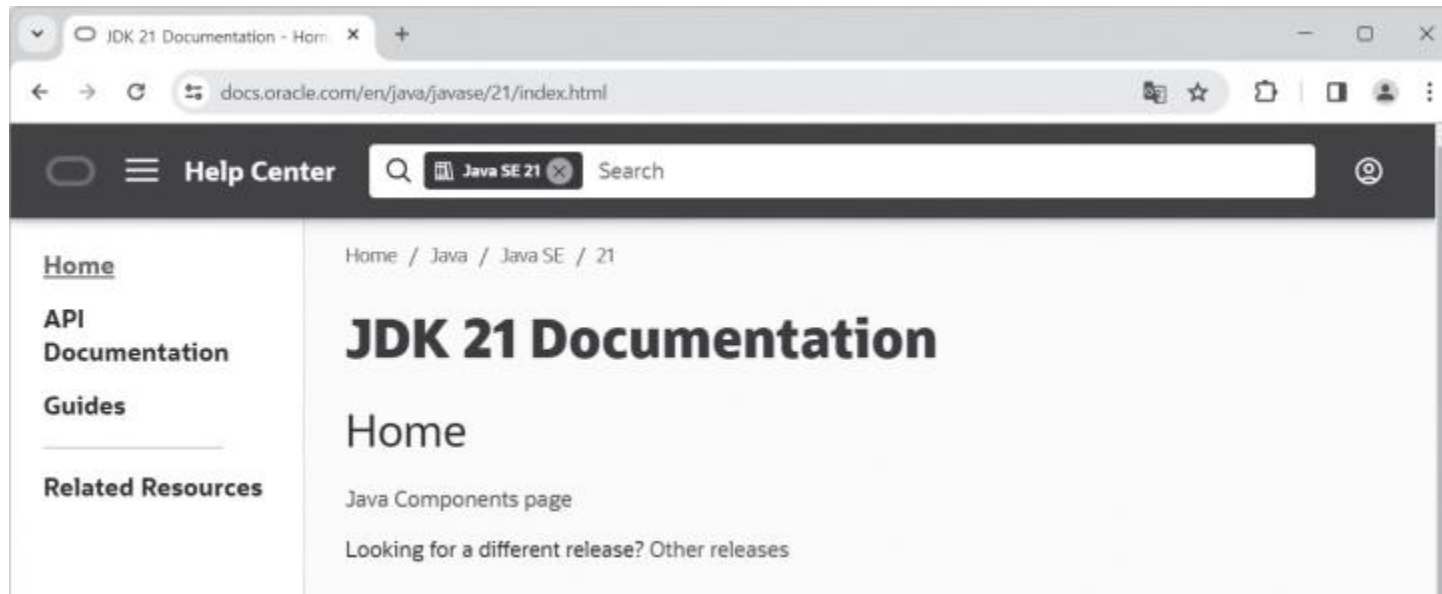 JDK 21 Documentation - Hom
docs.oracle.com/en/java/javase/21/index.html
Help Center
Java SE 21
Search
Home
API
Documentation
Guides
Related Resources
Home / Java / Java SE / 21
JDK 21 Documentation
Home
Java Components page
Looking for a different release? Other releases